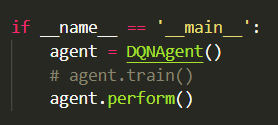 if __name__ == '__main__':
    agent = DQNAgent()
    # agent.train()
    agent.perform()